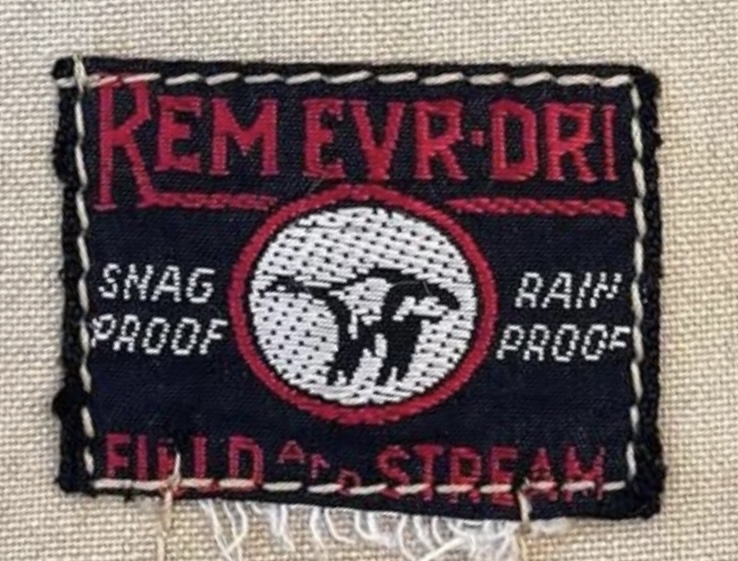 REM EVR·DRI
SNAG PROOF
RAIN PROOF
FIELD AND STREAM